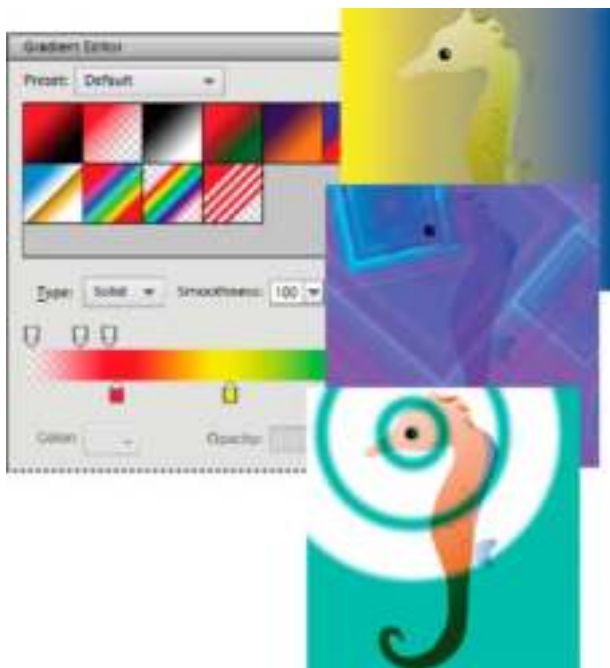 Gradient Editor
Preset: Default
Type: Solid Smoothness: 100
Color: Opacity: